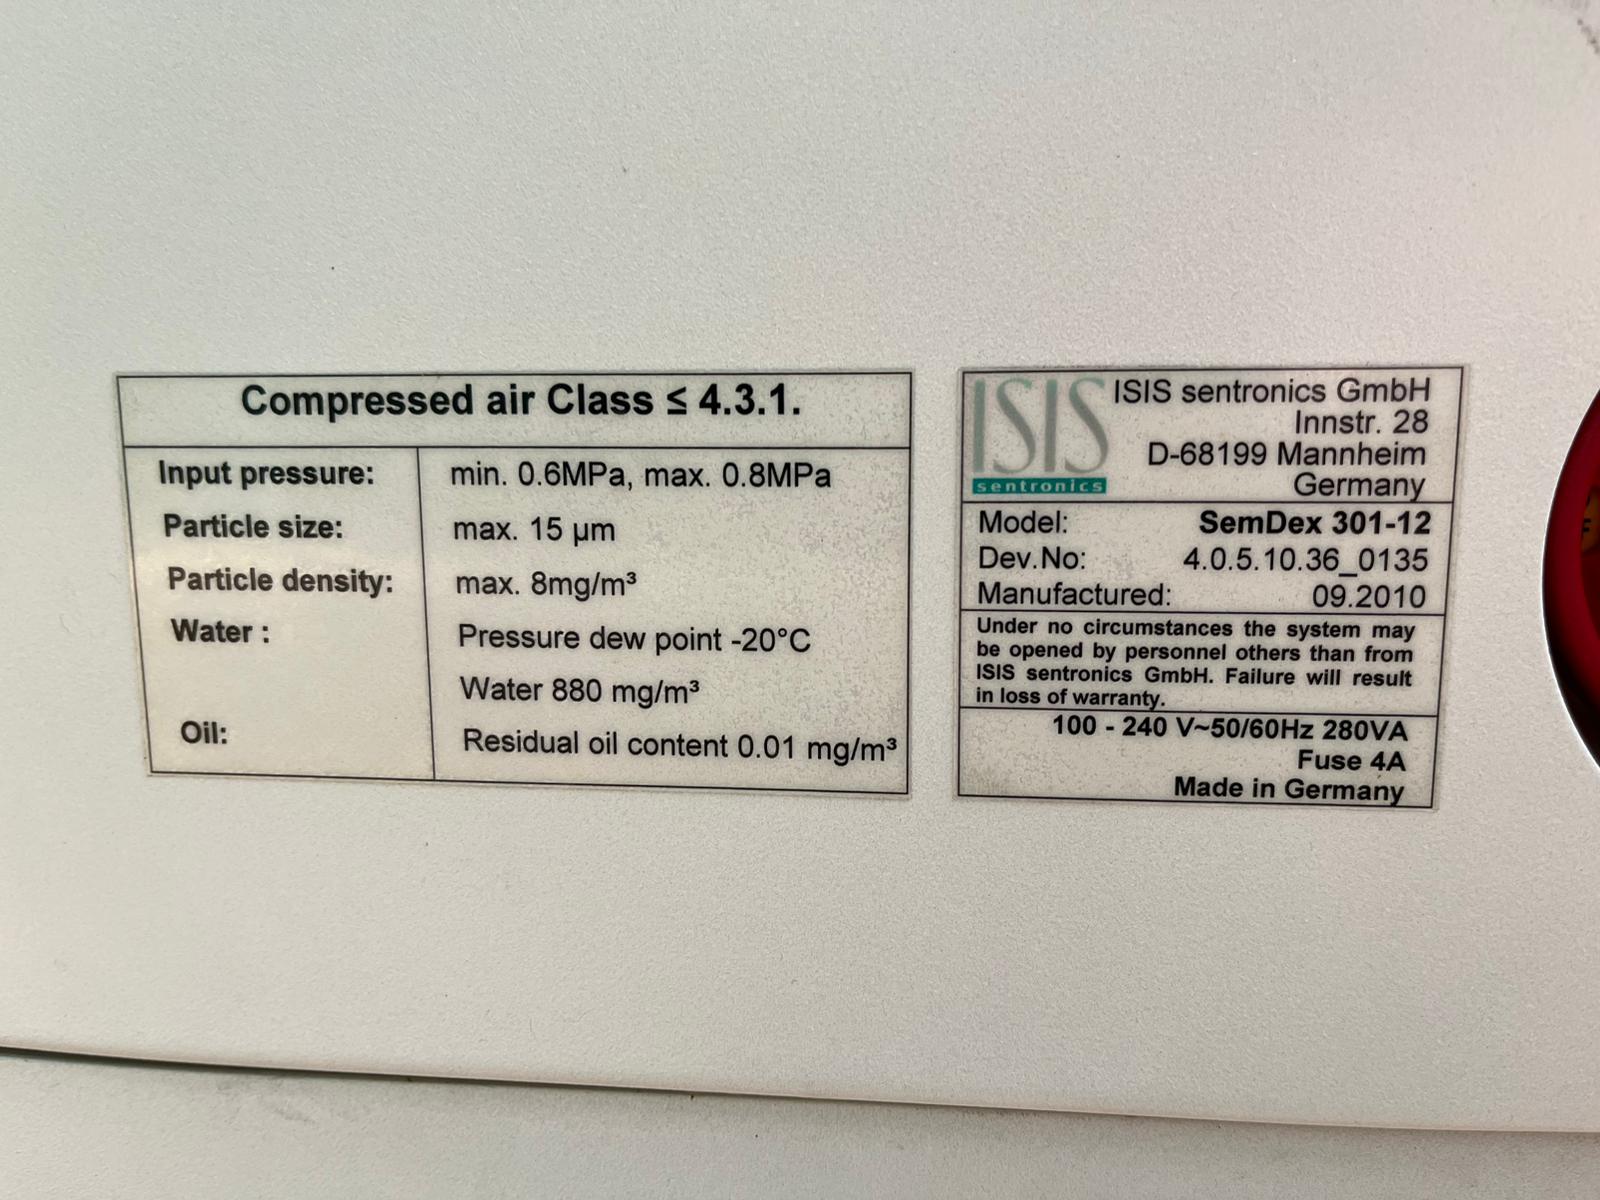 Compressed air Class ≤ 4.3.1.
Input pressure: min. 0.6MPa, max. 0.8MPa
Particle size: max. 15 µm
Particle density: max. 8mg/m³
Water : Pressure dew point -20°C
Water 880 mg/m³
Oil: Residual oil content 0.01 mg/m³
ISIS
sentronics
ISIS sentronics GmbH
Innstr. 28
D-68199 Mannheim
Germany
Model: SemDex 301-12
Dev.No: 4.0.5.10.36_0135
Manufactured: 09.2010
Under no circumstances the system may
be opened by personnel others than from
ISIS sentronics GmbH. Failure will result
in loss of warranty.
100 - 240 V~50/60Hz 280VA
Fuse 4A
Made in Germany